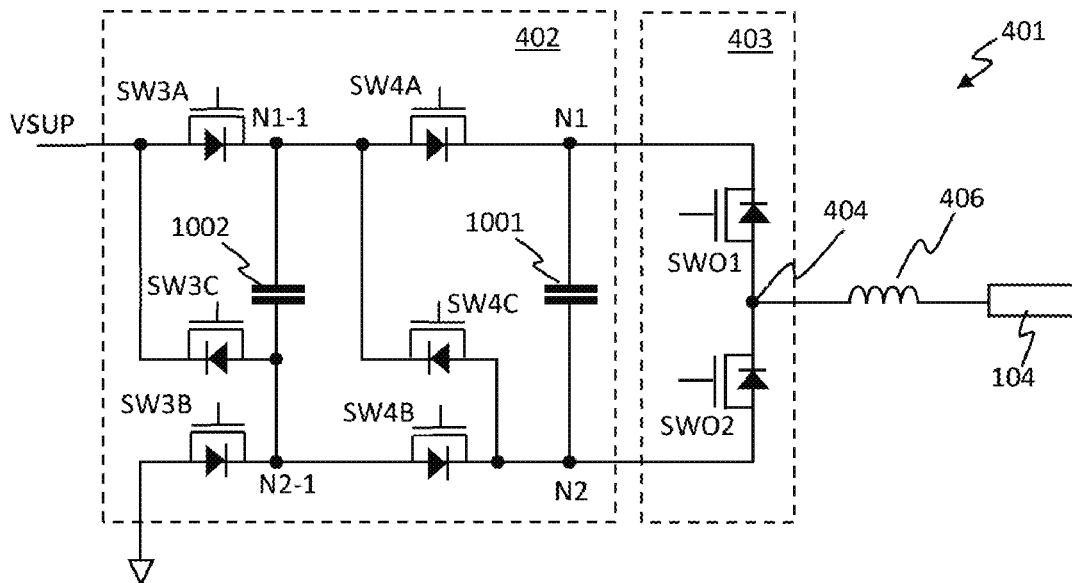 402
403
401
SW3A
SW4A
VSUP
N1-1
N1
1002
1001
404
406
SWO1
SW3C
SW4C
104
SW3B
SW4B
SWO2
N2-1
N2